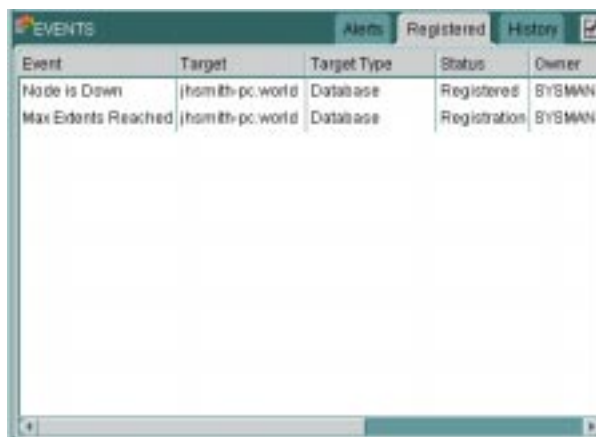 EVENTS Alerts Registered History
Event Target Target Type Status Owner
Node is Down jhsmith-pc.world Database Registered SYSMAN
Max Extents Reached jhsmith-pc.world Database Registration SYSMAN